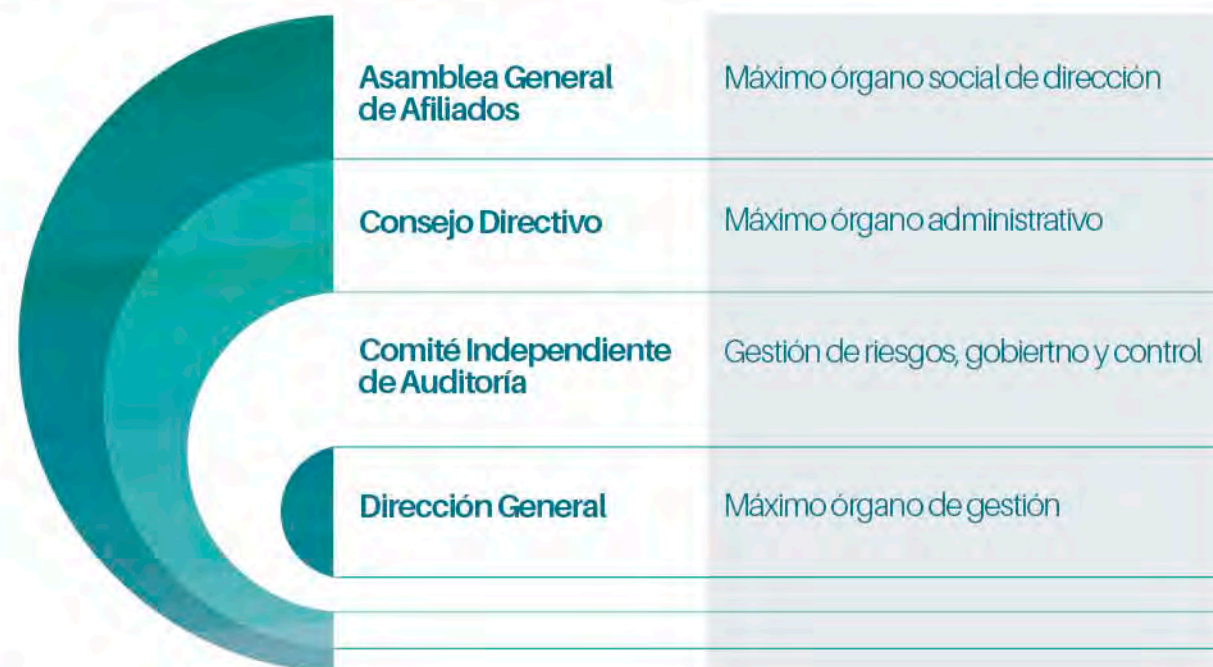 Asamblea General
de Afiliados
Máximo órgano social de dirección
Consejo Directivo
Máximo órgano administrativo
Comité Independiente
de Auditoría
Gestión de riesgos, gobiertno y control
Dirección General
Máximo órgano de gestión